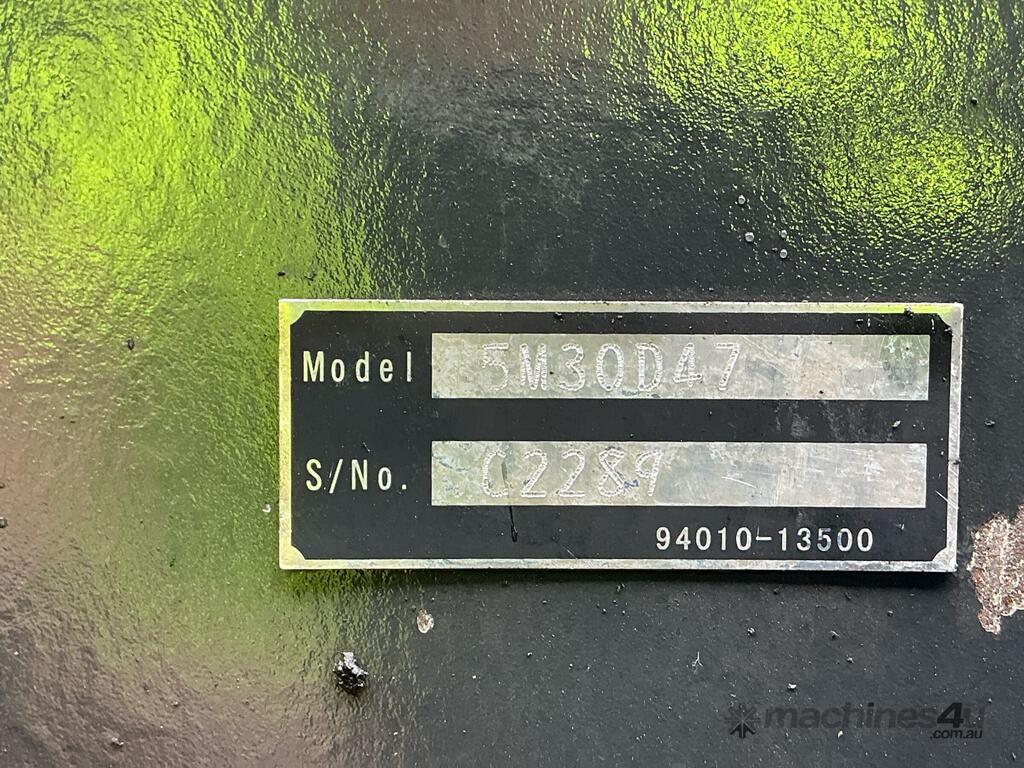 Model 5M30D47
S/No. C2289
94010-13500
machines4u
.com.au